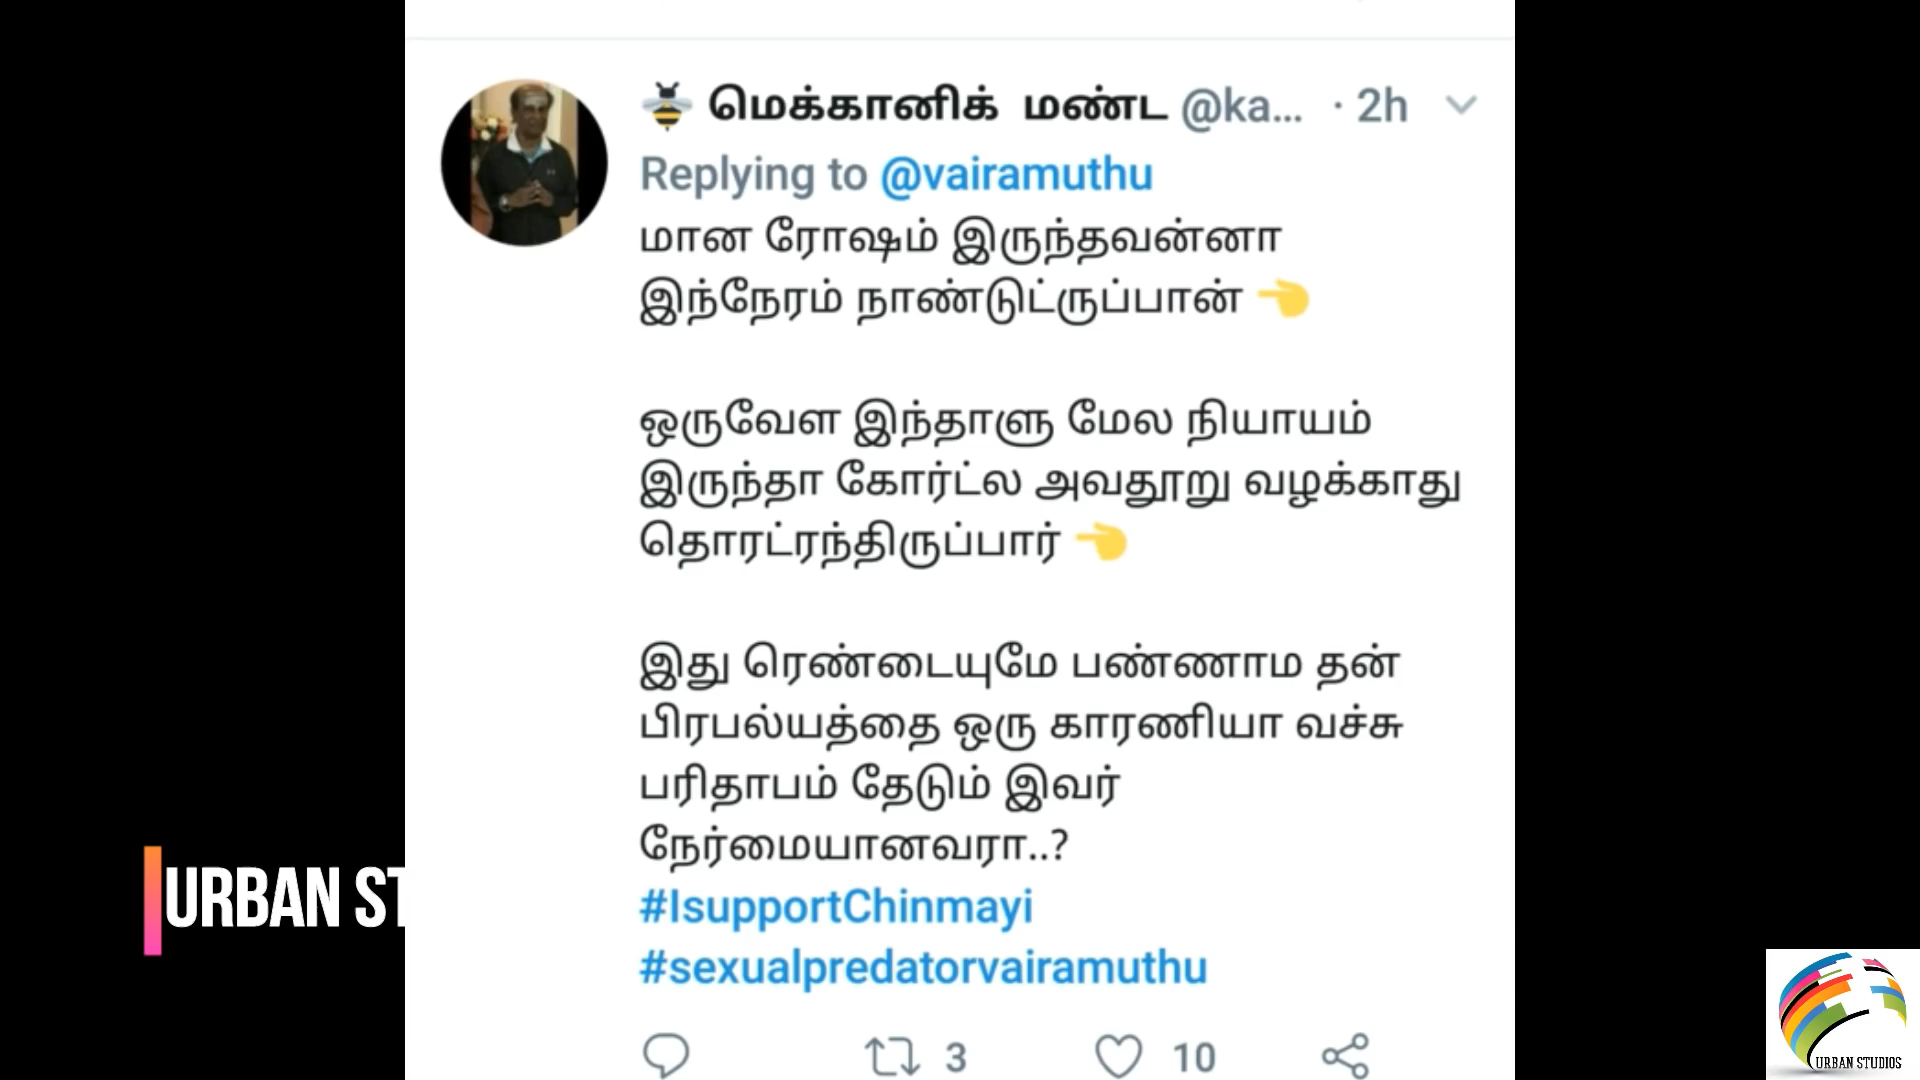 மெக்கானிக் மண்ட @ka... · 2h
Replying to @vairamuthu
மான ரோஷம் இருந்தவன்னா
இந்நேரம் நாண்டுட்ருப்பான்
ஒருவேள இந்தாளு மேல நியாயம்
இருந்தா கோர்ட்ல அவதூறு வழக்காது
தொரட்ரந்திருப்பார்
இது ரெண்டையுமே பண்ணாம தன்
பிரபல்யத்தை ஒரு காரணியா வச்சு
பரிதாபம் தேடும் இவர்
நேர்மையானவரா..?
#IsupportChinmayi
#sexualpredatorvairamuthu
3 10
URBAN ST
URBAN STUDIOS